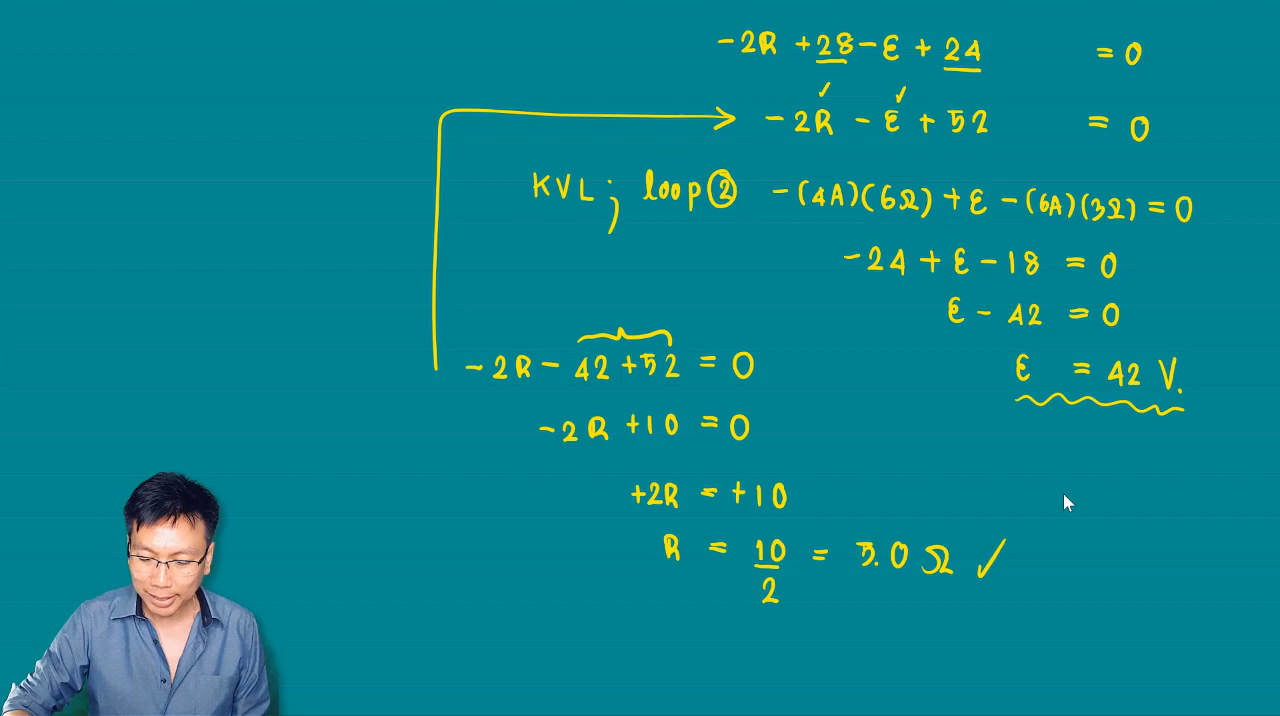 -2R + 28 - ε + 24 = 0
-2R - ε + 52 = 0
KVL ; loop ② -(4A)(6Ω) + ε - (6A)(3Ω) = 0
-24 + ε - 18 = 0
ε - 42 = 0
ε = 42 V.
-2R - 42 + 52 = 0
-2R + 10 = 0
+2R = +10
R = 10/2 = 5.0 Ω ✓